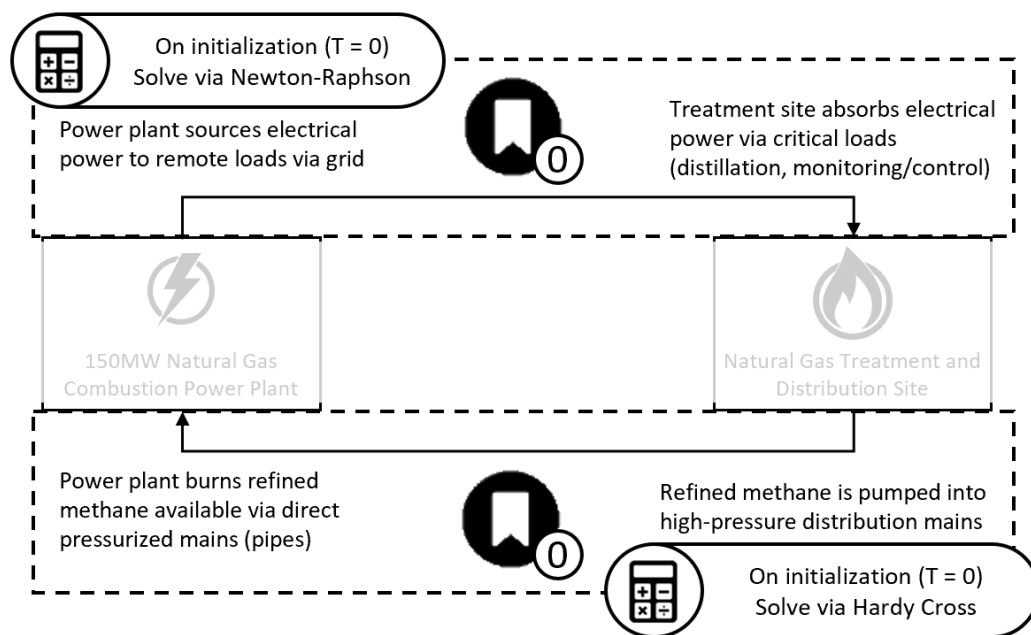 On initialization (T = 0)
Solve via Newton-Raphson
Power plant sources electrical
power to remote loads via grid
0
Treatment site absorbs electrical
power via critical loads
(distillation, monitoring/control)
150MW Natural Gas
Combustion Power Plant
Natural Gas Treatment and
Distribution Site
Power plant burns refined
methane available via direct
pressurized mains (pipes)
0
Refined methane is pumped into
high-pressure distribution mains
On initialization (T = 0)
Solve via Hardy Cross